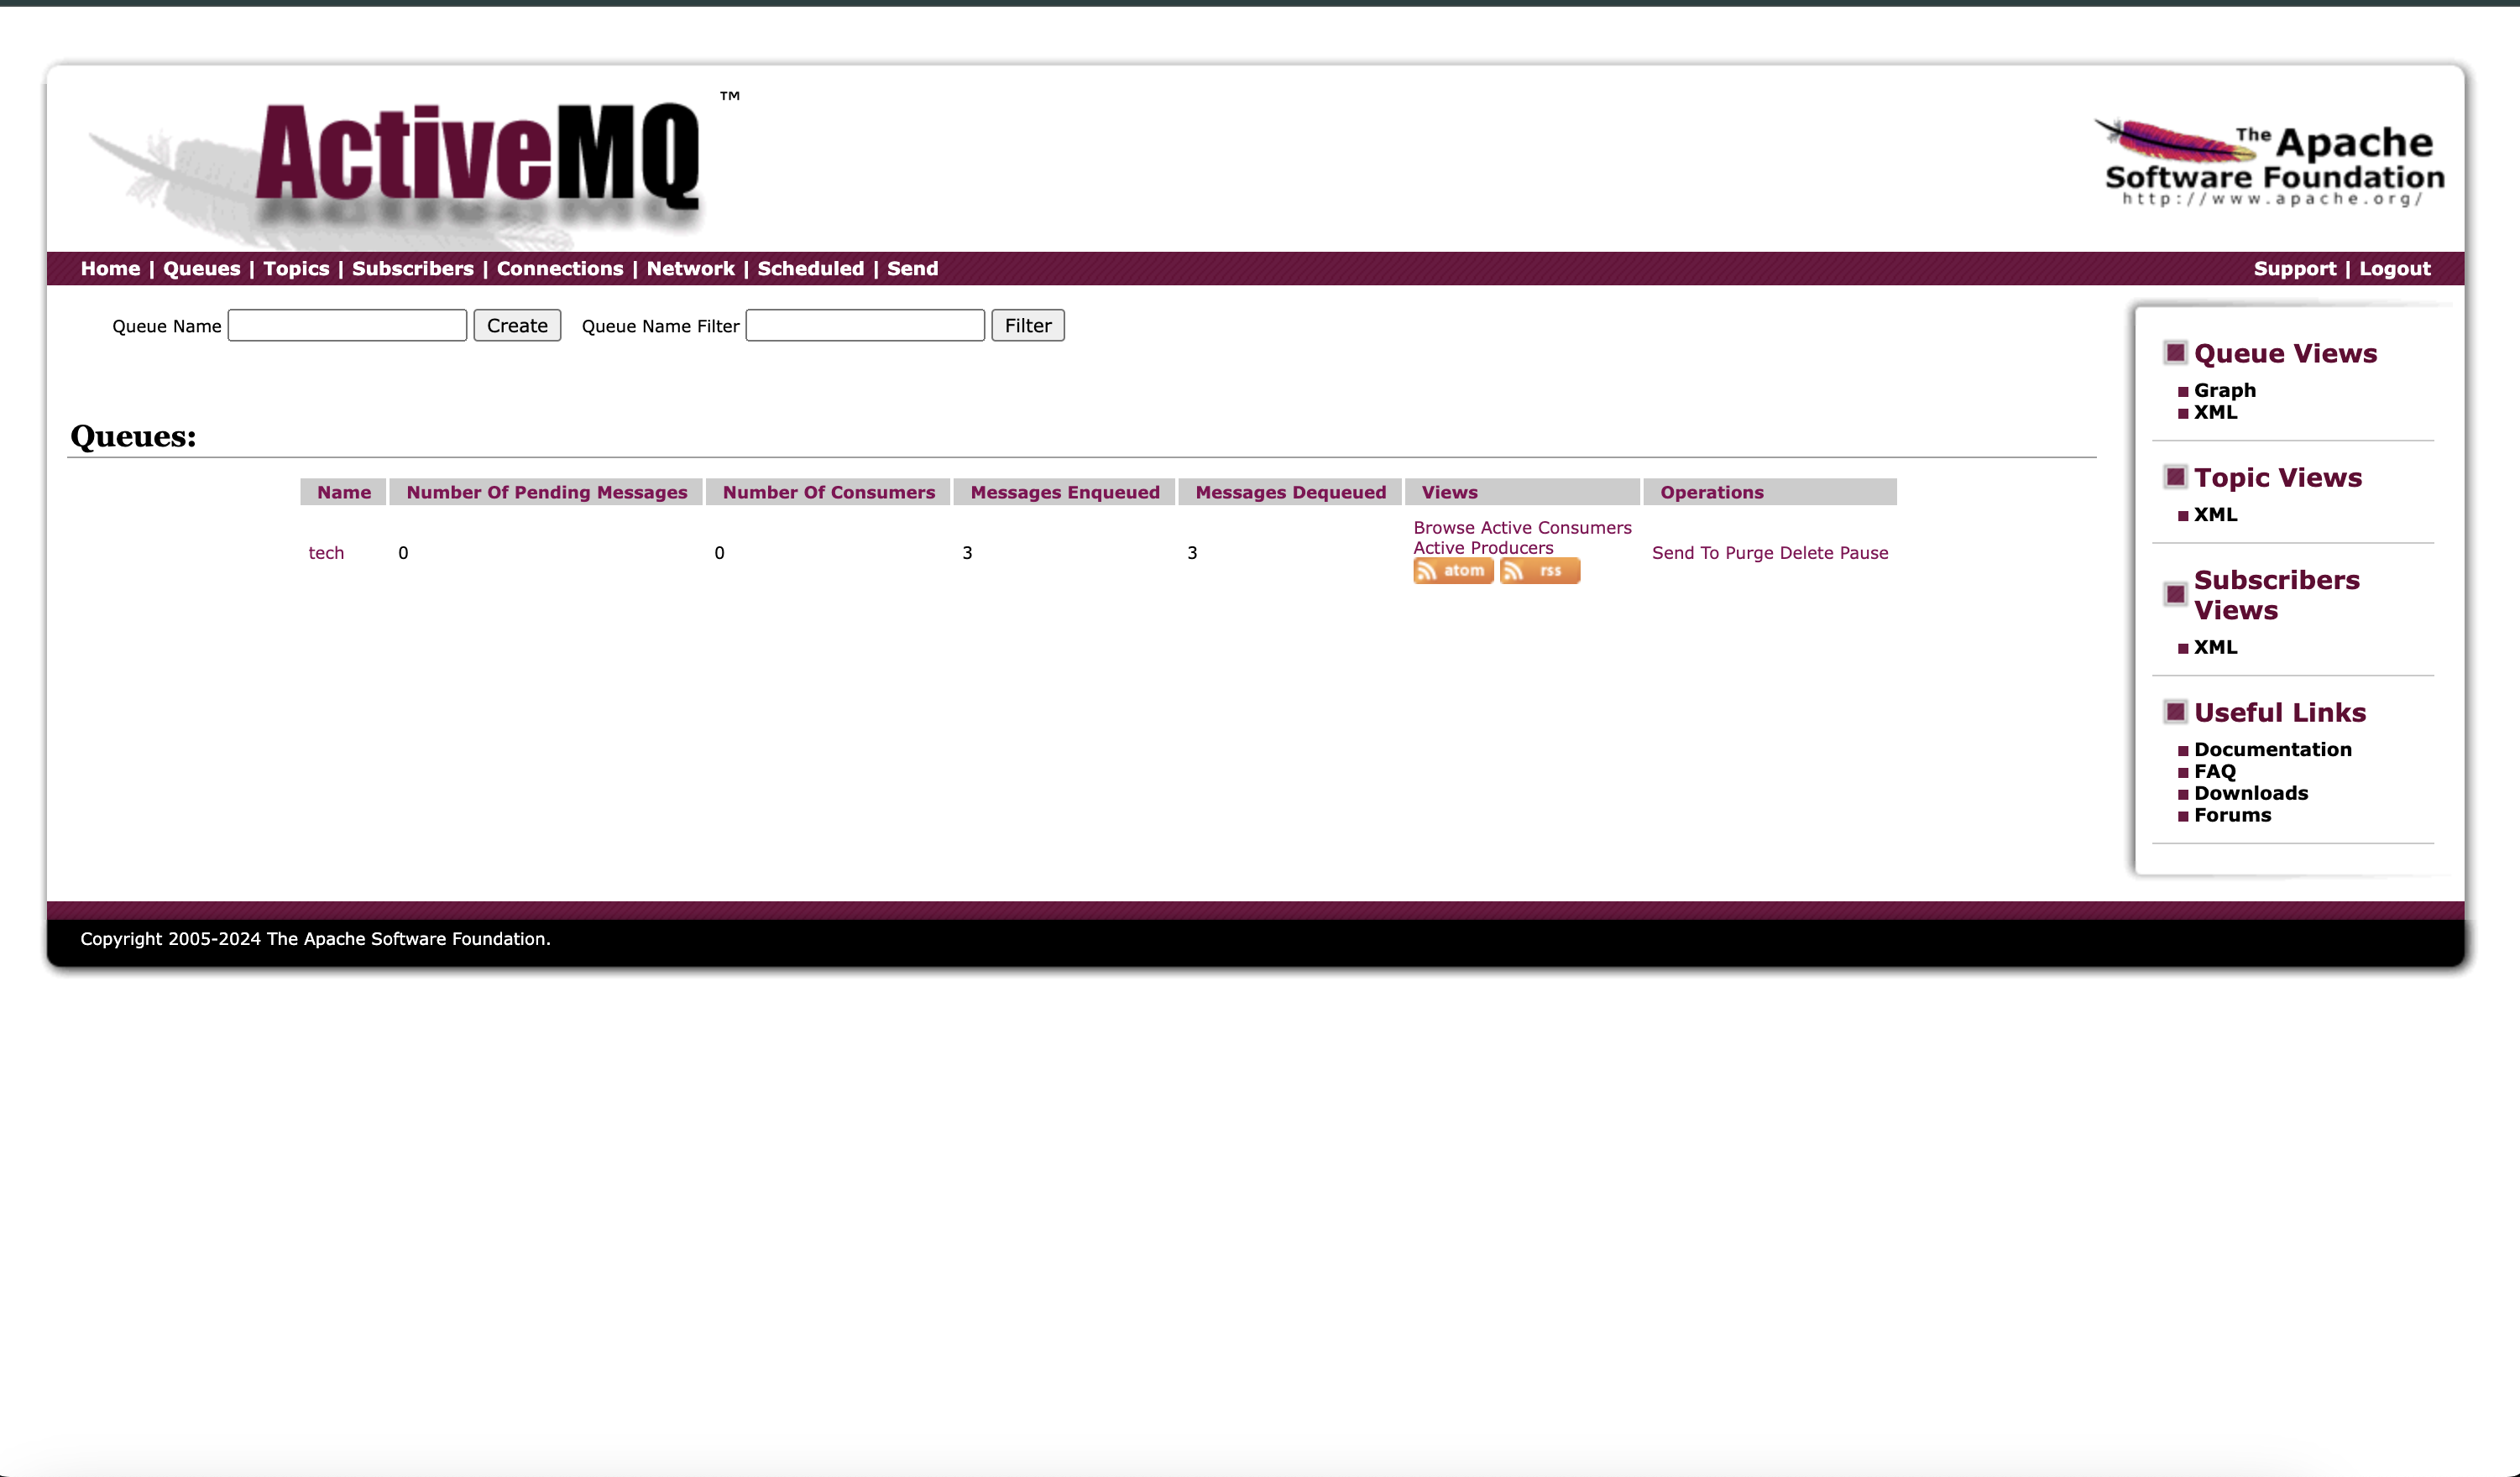 ActiveMQ ™
The Apache
Software Foundation
http://www.apache.org/
Home | Queues | Topics | Subscribers | Connections | Network | Scheduled | Send
Support | Logout
Queue Name Create Queue Name Filter Filter
Queues:
Name Number Of Pending Messages Number Of Consumers Messages Enqueued Messages Dequeued Views Operations
tech 0 0 3 3
Browse Active Consumers
Active Producers
atom rss
Send To Purge Delete Pause
Queue Views
Graph
XML
Topic Views
XML
Subscribers
Views
XML
Useful Links
Documentation
FAQ
Downloads
Forums
Copyright 2005-2024 The Apache Software Foundation.